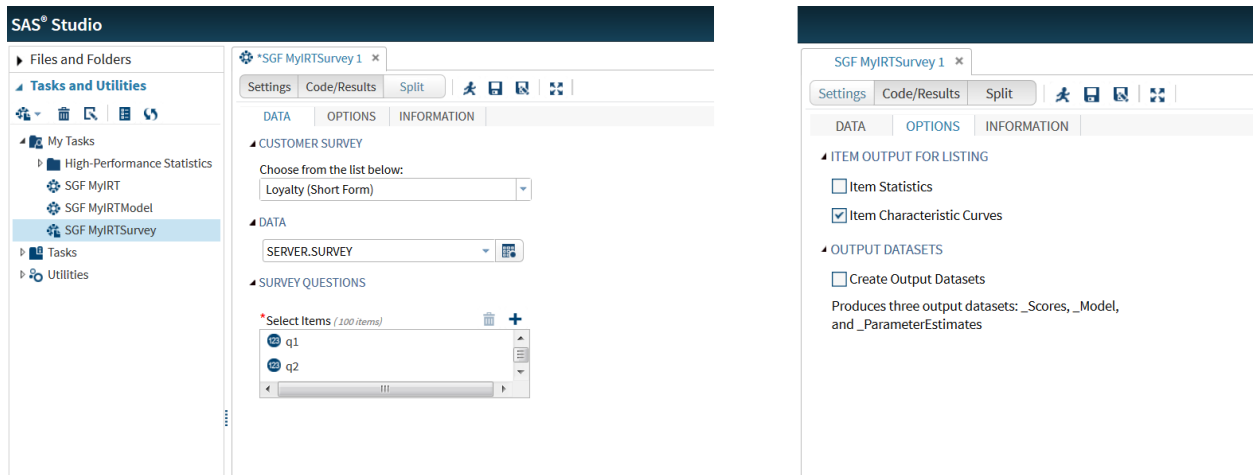 SAS® Studio
Files and Folders
Tasks and Utilities
My Tasks
High-Performance Statistics
SGF MyIRT
SGF MyIRTModel
SGF MyIRTSurvey
Tasks
Utilities
*SGF MyIRTSurvey 1 ×
Settings Code/Results Split
DATA OPTIONS INFORMATION
CUSTOMER SURVEY
Choose from the list below:
Loyalty (Short Form)
DATA
SERVER.SURVEY
SURVEY QUESTIONS
*Select Items (100 items)
123 q1
123 q2
SGF MyIRTSurvey 1 ×
Settings Code/Results Split
DATA OPTIONS INFORMATION
ITEM OUTPUT FOR LISTING
Item Statistics
Item Characteristic Curves
OUTPUT DATASETS
Create Output Datasets
Produces three output datasets: _Scores, _Model,
and _ParameterEstimates